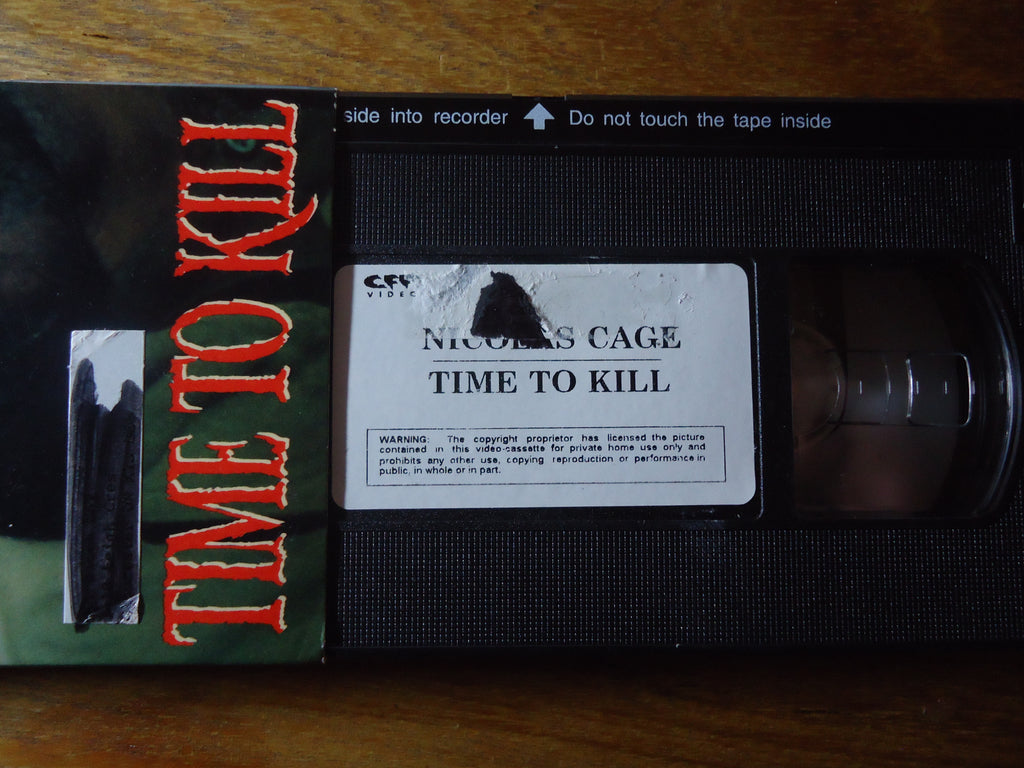 TIME TO KILL
side into recorder Do not touch the tape inside
CFP
VIDEO
NICOLAS CAGE
TIME TO KILL
WARNING: The copyright proprietor has licensed the picture
contained in this video-cassette for private home use only and
prohibits any other use, copying reproduction or performance in
public, in whole or in part.